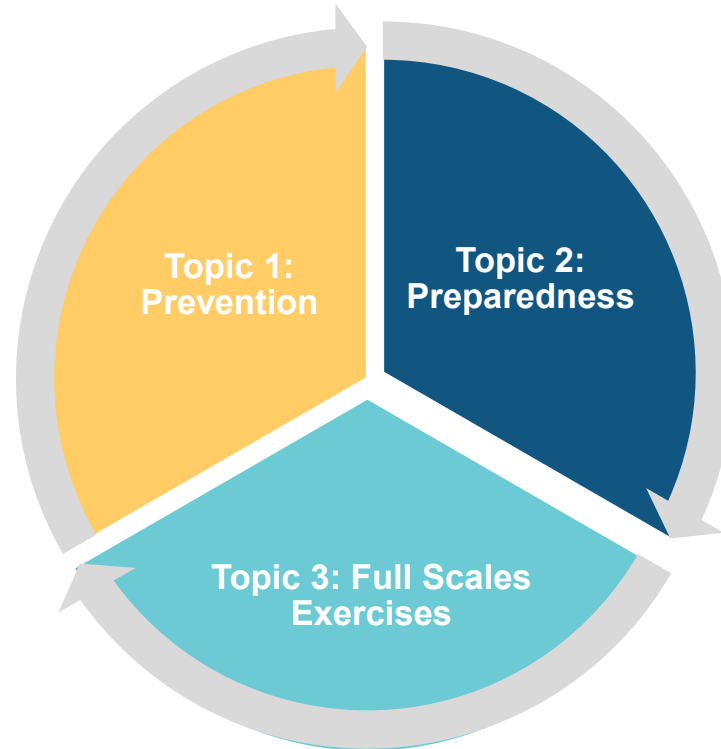 Topic 1:
Prevention
Topic 2:
Preparedness
Topic 3: Full Scales
Exercises